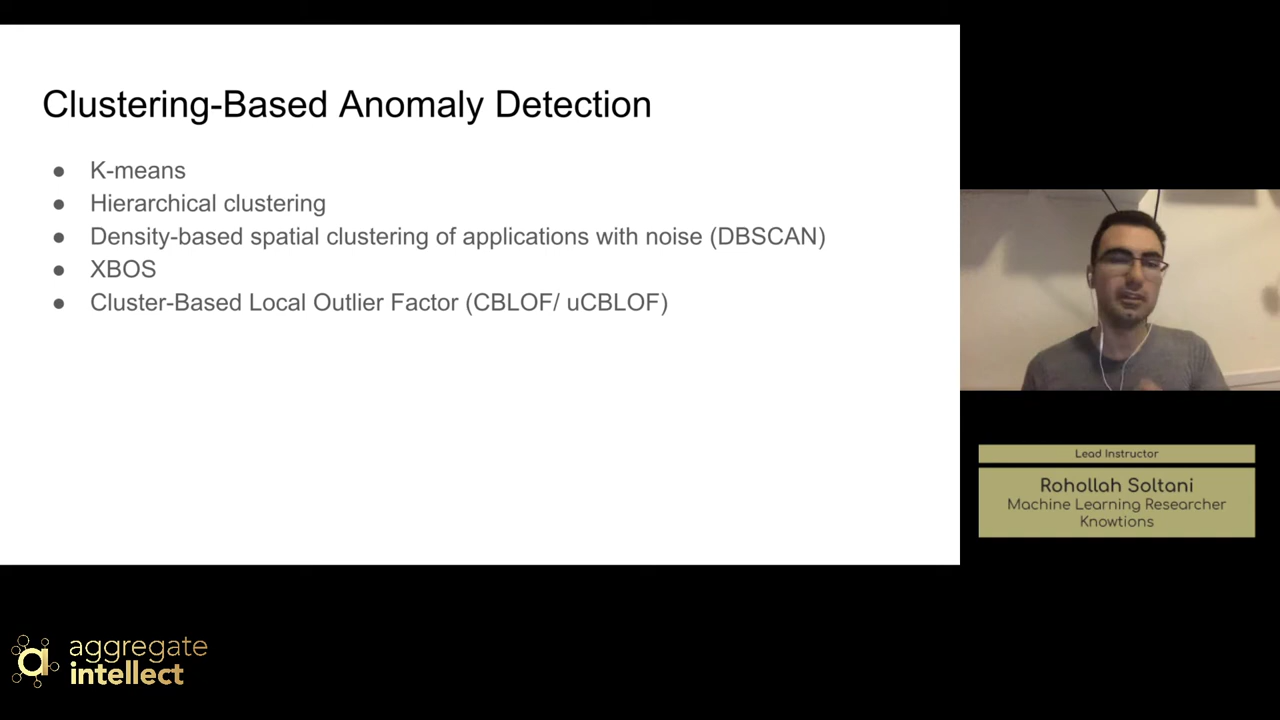 Clustering-Based Anomaly Detection
● K-means
● Hierarchical clustering
● Density-based spatial clustering of applications with noise (DBSCAN)
● XBOS
● Cluster-Based Local Outlier Factor (CBLOF/ uCBLOF)
Lead Instructor
Rohollah Soltani
Machine Learning Researcher
Knowtions
aggregate
intellect